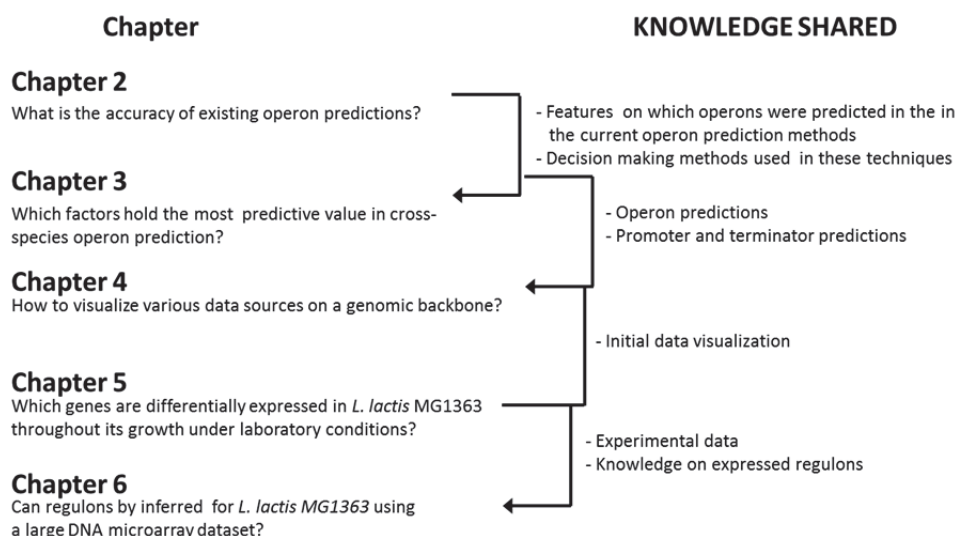 Chapter
KNOWLEDGE SHARED
Chapter 2
What is the accuracy of existing operon predictions?
- Features on which operons were predicted in the in
the current operon prediction methods
- Decision making methods used in these techniques
Chapter 3
Which factors hold the most predictive value in cross-
species operon prediction?
- Operon predictions
- Promoter and terminator predictions
Chapter 4
How to visualize various data sources on a genomic backbone?
- Initial data visualization
Chapter 5
Which genes are differentially expressed in L. lactis MG1363
throughout its growth under laboratory conditions?
- Experimental data
- Knowledge on expressed regulons
Chapter 6
Can regulons by inferred for L. lactis MG1363 using
a large DNA microarray dataset?